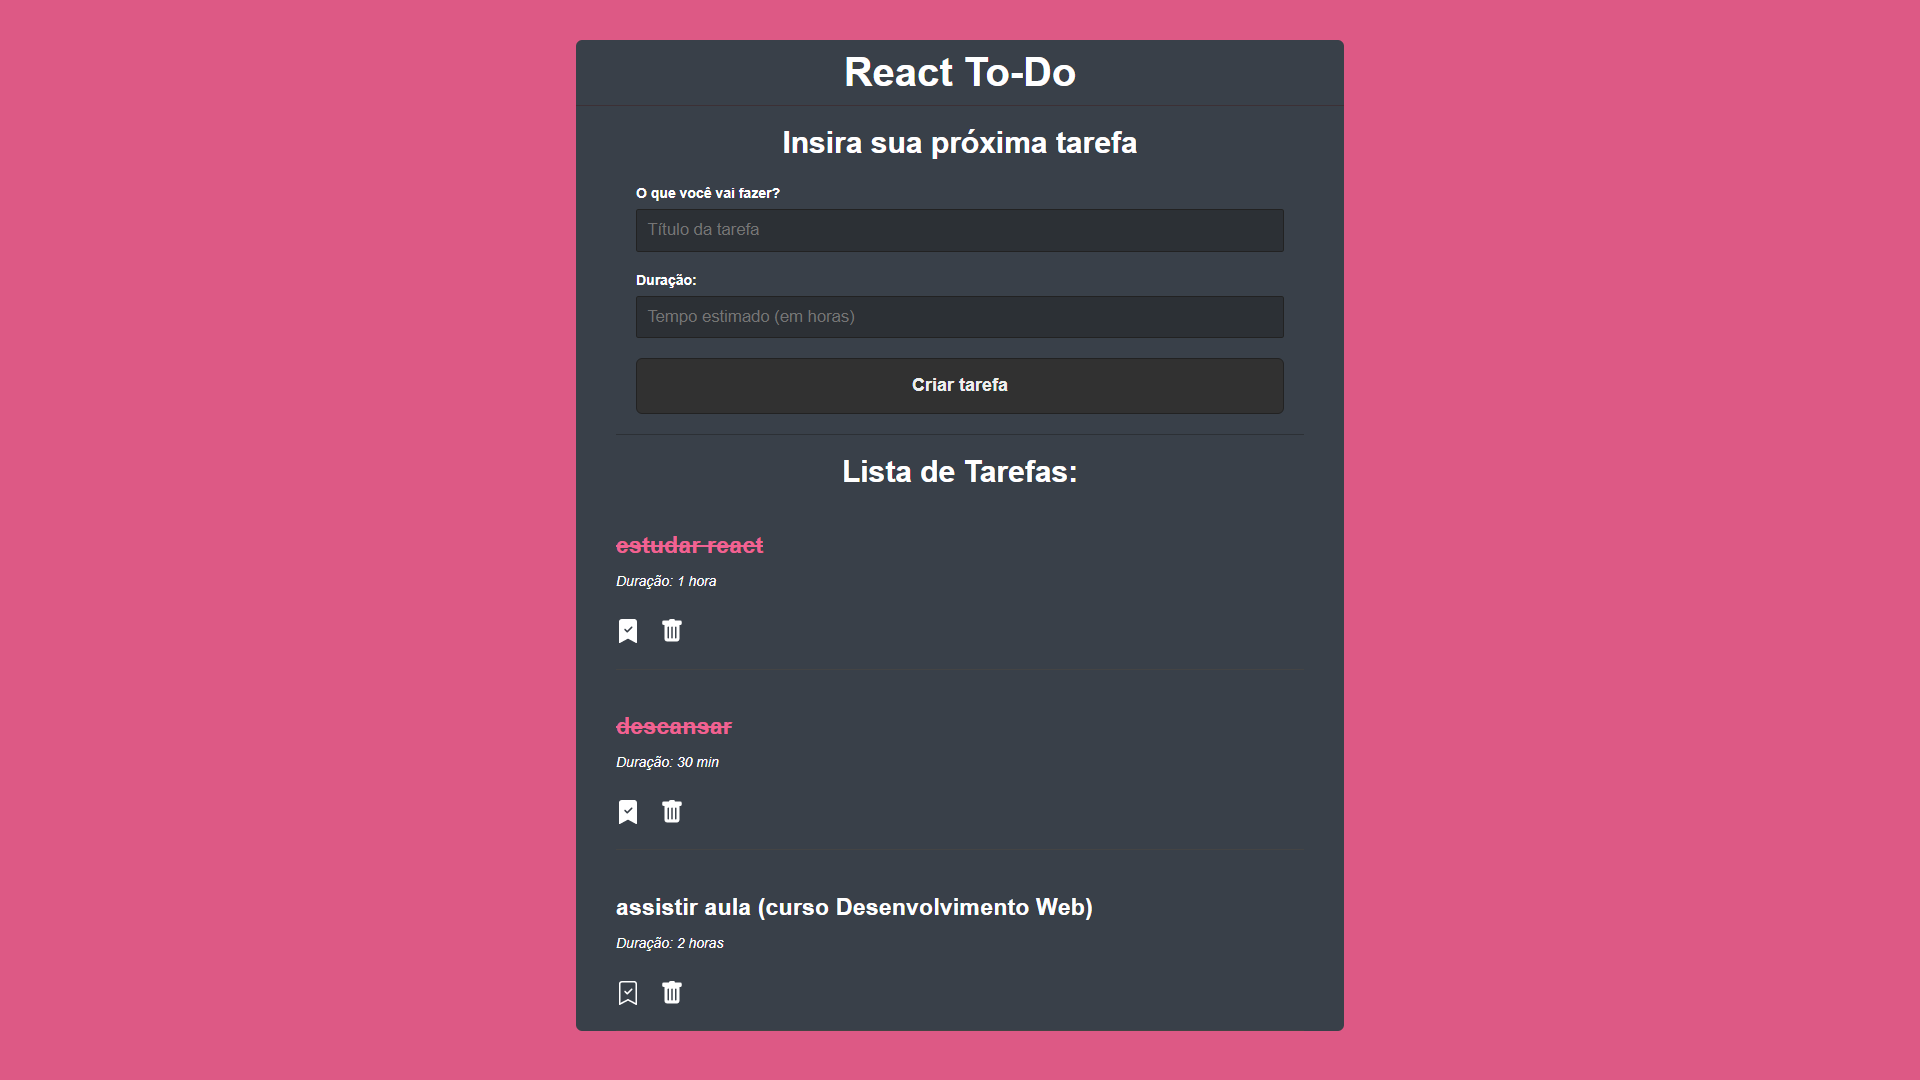 React To-Do
Insira sua próxima tarefa
O que você vai fazer?
Título da tarefa
Duração:
Tempo estimado (em horas)
Criar tarefa
Lista de Tarefas:
estudar react
Duração: 1 hora
descansar
Duração: 30 min
assistir aula (curso Desenvolvimento Web)
Duração: 2 horas